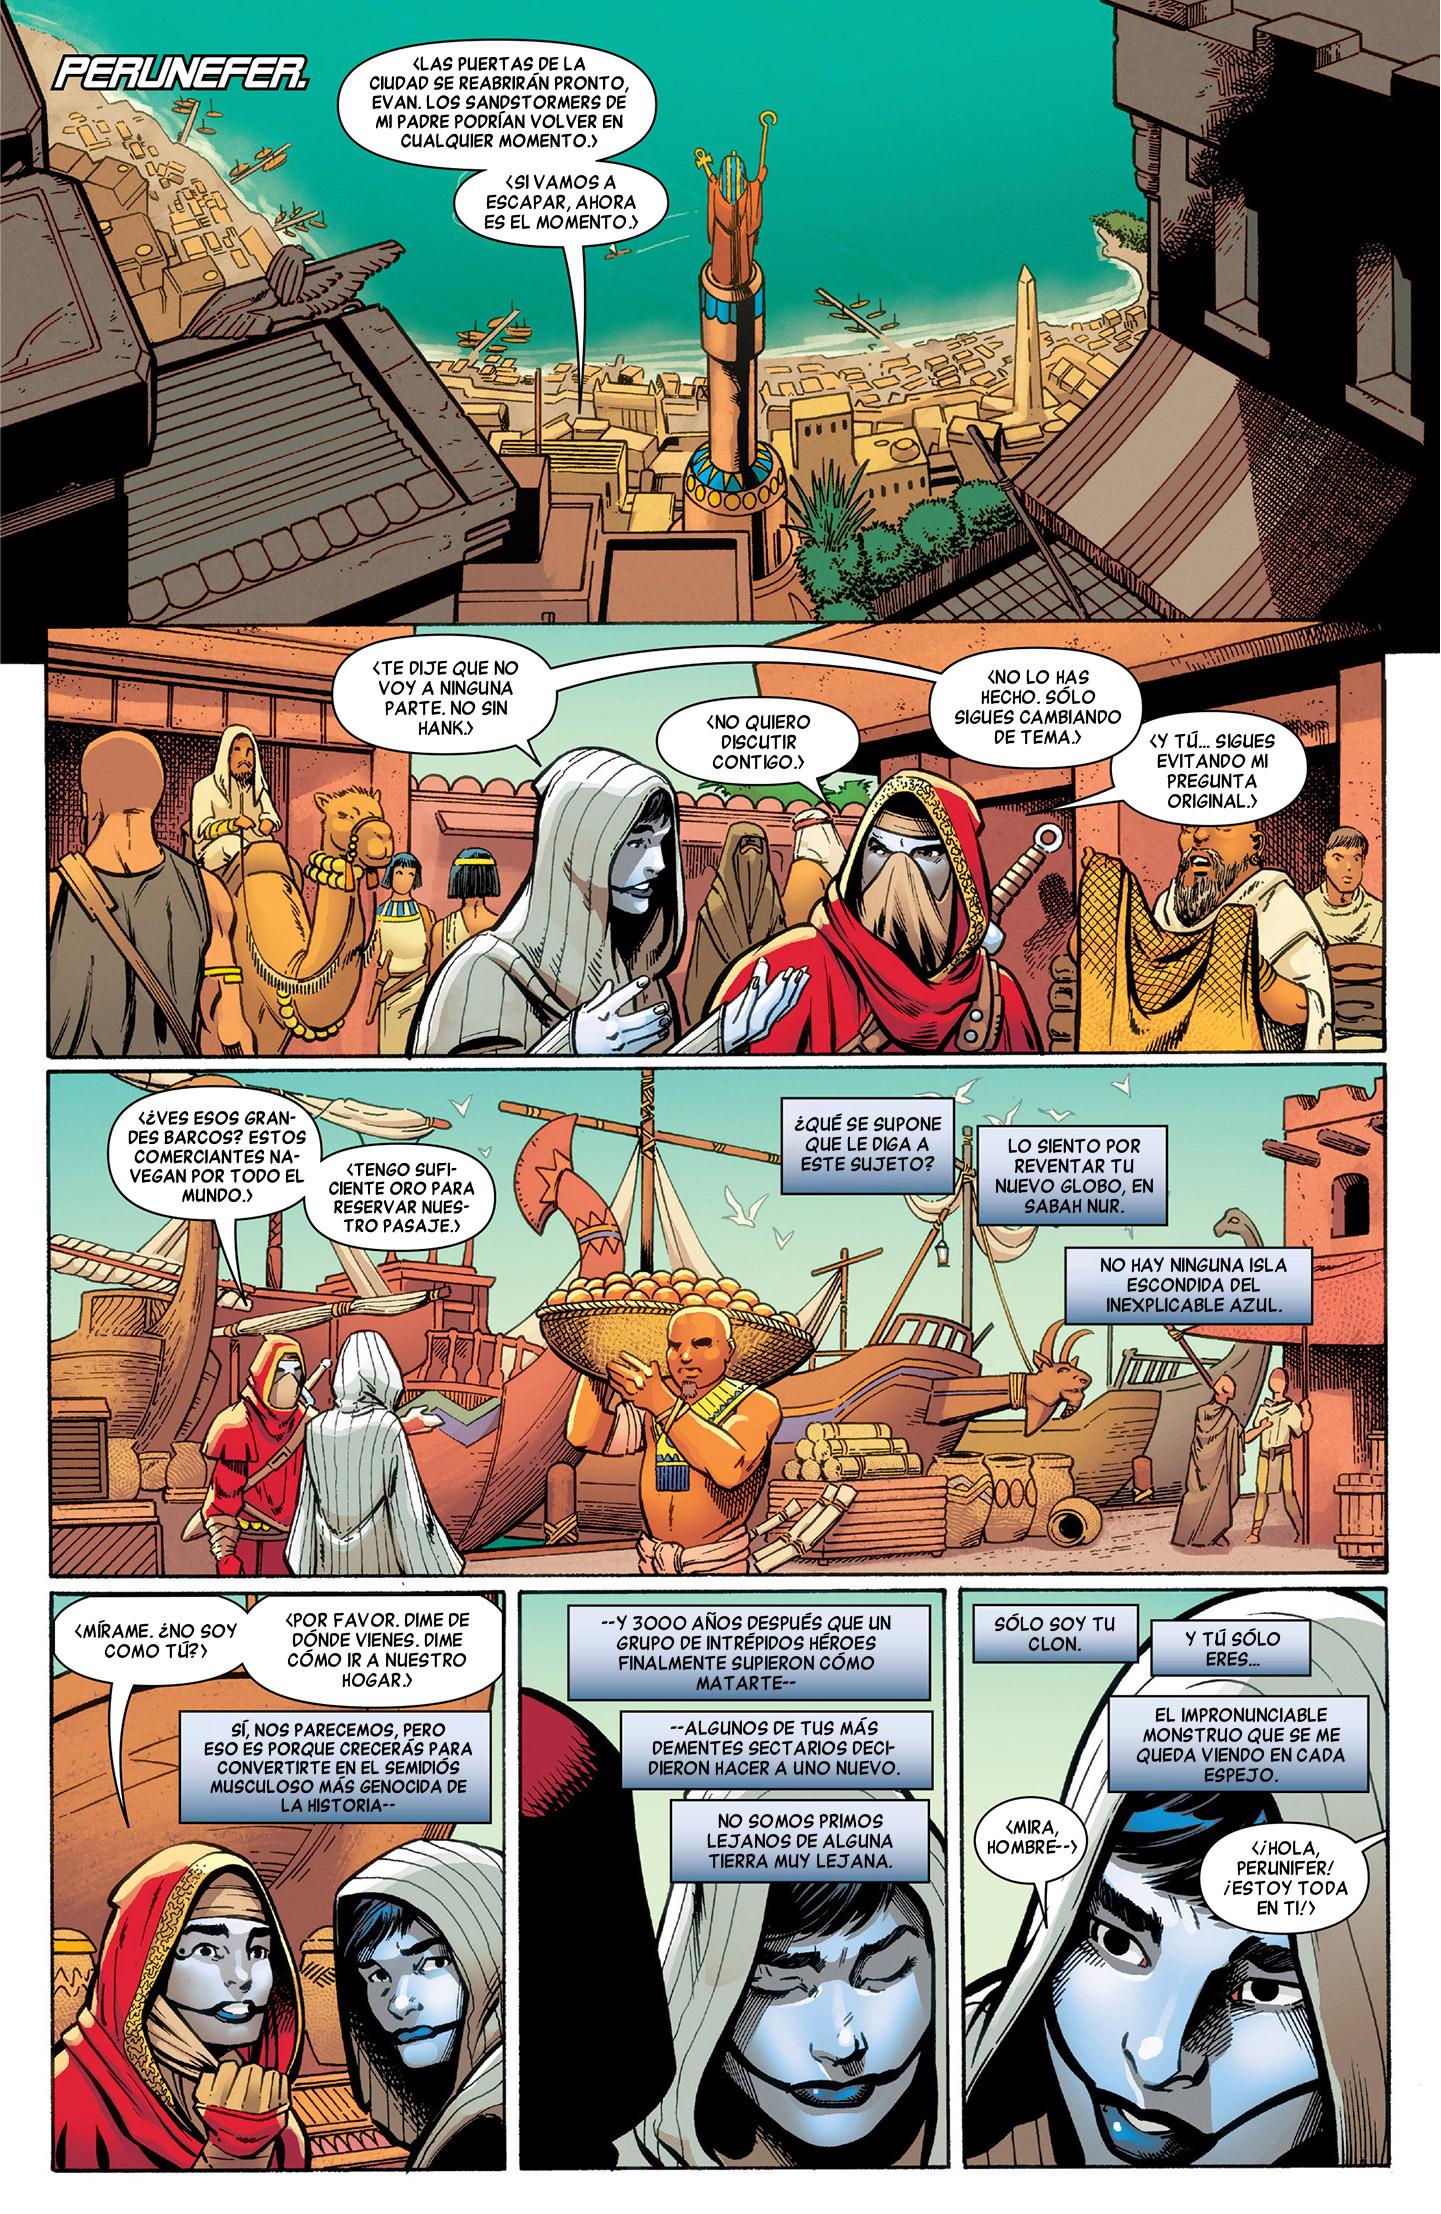 PERUNEFER.
<LAS PUERTAS DE LA
CIUDAD SE REABRIRÁN PRONTO,
EVAN. LOS SANDSTORMERS DE
MI PADRE PODRÍAN VOLVER EN
CUALQUIER MOMENTO.>
<SI VAMOS A
ESCAPAR, AHORA
ES EL MOMENTO.>
<TE DIJE QUE NO
VOY A NINGUNA
PARTE. NO SIN
HANK.>
<NO QUIERO
DISCUTIR
CONTIGO.>
<NO LO HAS
HECHO. SÓLO
SIGUES CAMBIANDO
DE TEMA.>
<Y TÚ... SIGUES
EVITANDO MI
PREGUNTA
ORIGINAL.>
<¿VES ESOS GRAN-
DES BARCOS? ESTOS
COMERCIANTES NA-
VEGAN POR TODO EL
MUNDO.>
<TENGO SUFI-
CIENTE ORO PARA
RESERVAR NUES-
TRO PASAJE.>
¿QUÉ SE SUPONE
QUE LE DIGA A
ESTE SUJETO?
LO SIENTO POR
REVENTAR TU
NUEVO GLOBO, EN
SABAH NUR.
NO HAY NINGUNA ISLA
ESCONDIDA DEL
INEXPLICABLE AZUL.
<MÍRAME. ¿NO SOY
COMO TÚ?>
<POR FAVOR. DIME DE
DÓNDE VIENES. DIME
CÓMO IR A NUESTRO
HOGAR.>
SÍ, NOS PARECEMOS, PERO
ESO ES PORQUE CRECERÁS PARA
CONVERTIRTE EN EL SEMIDIÓS
MUSCULOSO MÁS GENOCIDA DE
LA HISTORIA--
--Y 3000 AÑOS DESPUÉS QUE UN
GRUPO DE INTRÉPIDOS HÉROES
FINALMENTE SUPIERON CÓMO
MATARTE--
--ALGUNOS DE TUS MÁS
DEMENTES SECTARIOS DECI-
DIERON HACER A UNO NUEVO.
NO SOMOS PRIMOS
LEJANOS DE ALGUNA
TIERRA MUY LEJANA.
SÓLO SOY TU
CLON.
Y TÚ SÓLO
ERES...
EL IMPRONUNCIABLE
MONSTRUO QUE SE ME
QUEDA VIENDO EN CADA
ESPEJO.
<MIRA,
HOMBRE-->
<¡HOLA,
PERUNIFER!
¡ESTOY TODA
EN TI!>